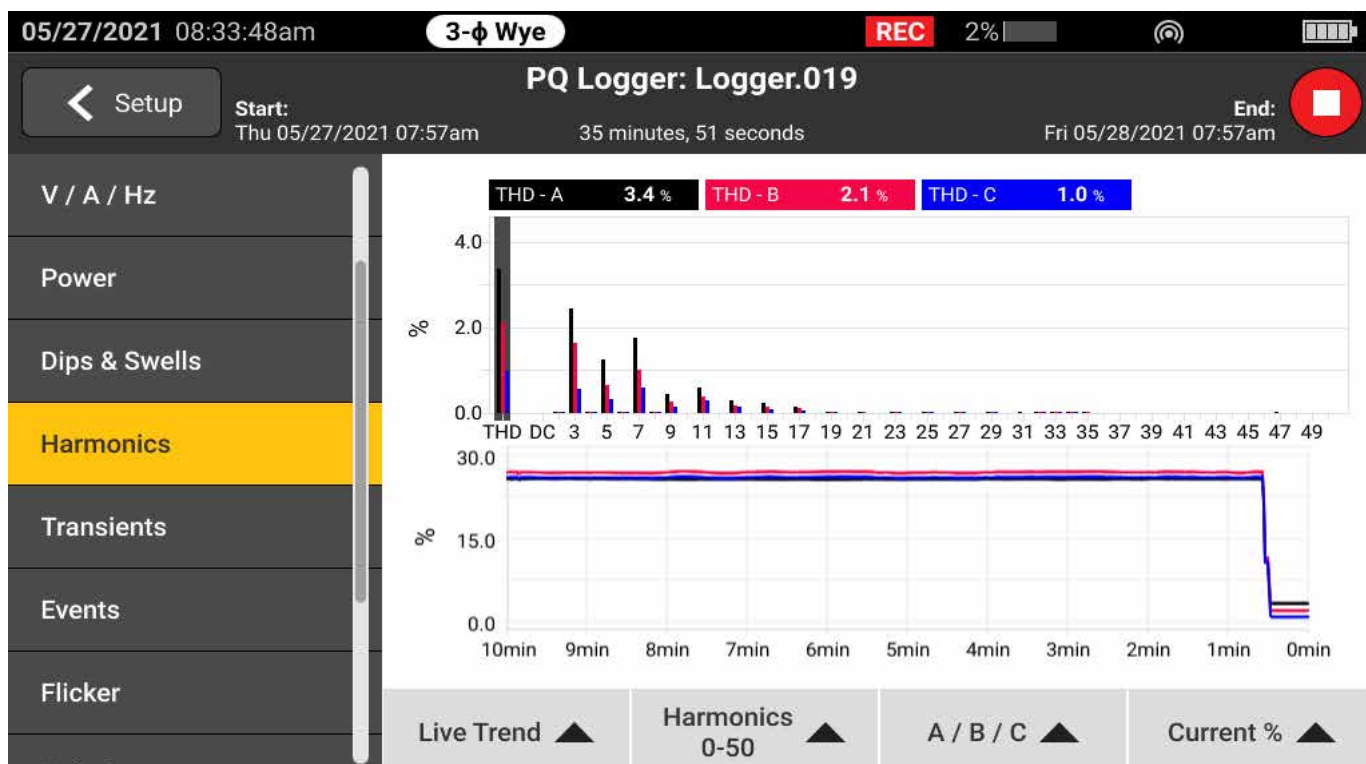 05/27/2021 08:33:48am 3-ϕ Wye REC 2%
PQ Logger: Logger.019
Setup
Start:
Thu 05/27/2021 07:57am
35 minutes, 51 seconds
End:
Fri 05/28/2021 07:57am
V / A / Hz
Power
Dips & Swells
Harmonics
Transients
Events
Flicker
THD - A 3.4 % THD - B 2.1 % THD - C 1.0 %
4.0
%
2.0
0.0
THD DC 3 5 7 9 11 13 15 17 19 21 23 25 27 29 31 33 35 37 39 41 43 45 47 49
30.0
%
15.0
0.0
10min 9min 8min 7min 6min 5min 4min 3min 2min 1min 0min
Live Trend
Harmonics
0-50
A / B / C
Current %